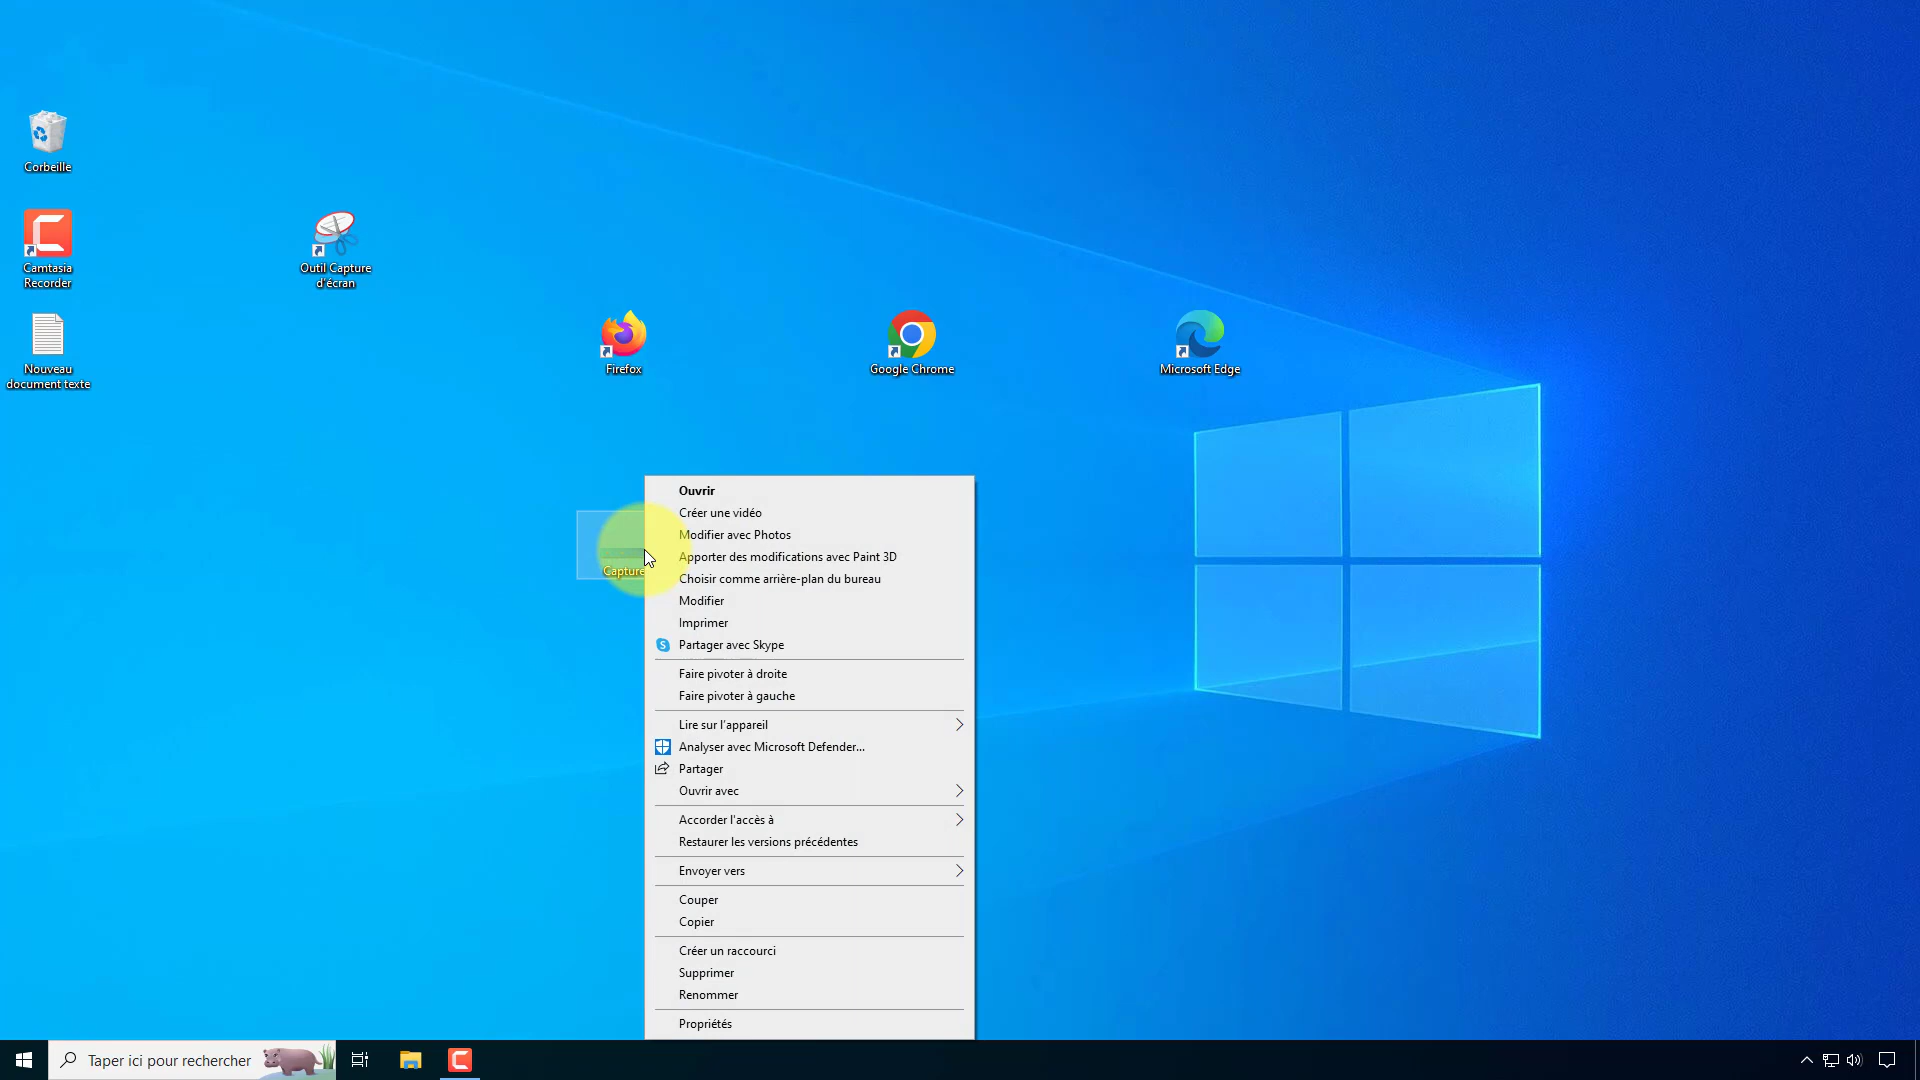 Corbeille
Camtasia
Recorder
Outil Capture
d'écran
Nouveau
document texte
Firefox
Google Chrome
Microsoft Edge
Capture
Ouvrir
Créer une vidéo
Modifier avec Photos
Apporter des modifications avec Paint 3D
Choisir comme arrière-plan du bureau
Modifier
Imprimer
Partager avec Skype
Faire pivoter à droite
Faire pivoter à gauche
Lire sur l'appareil
Analyser avec Microsoft Defender...
Partager
Ouvrir avec
Accorder l'accès à
Restaurer les versions précédentes
Envoyer vers
Couper
Copier
Créer un raccourci
Supprimer
Renommer
Propriétés
Taper ici pour rechercher